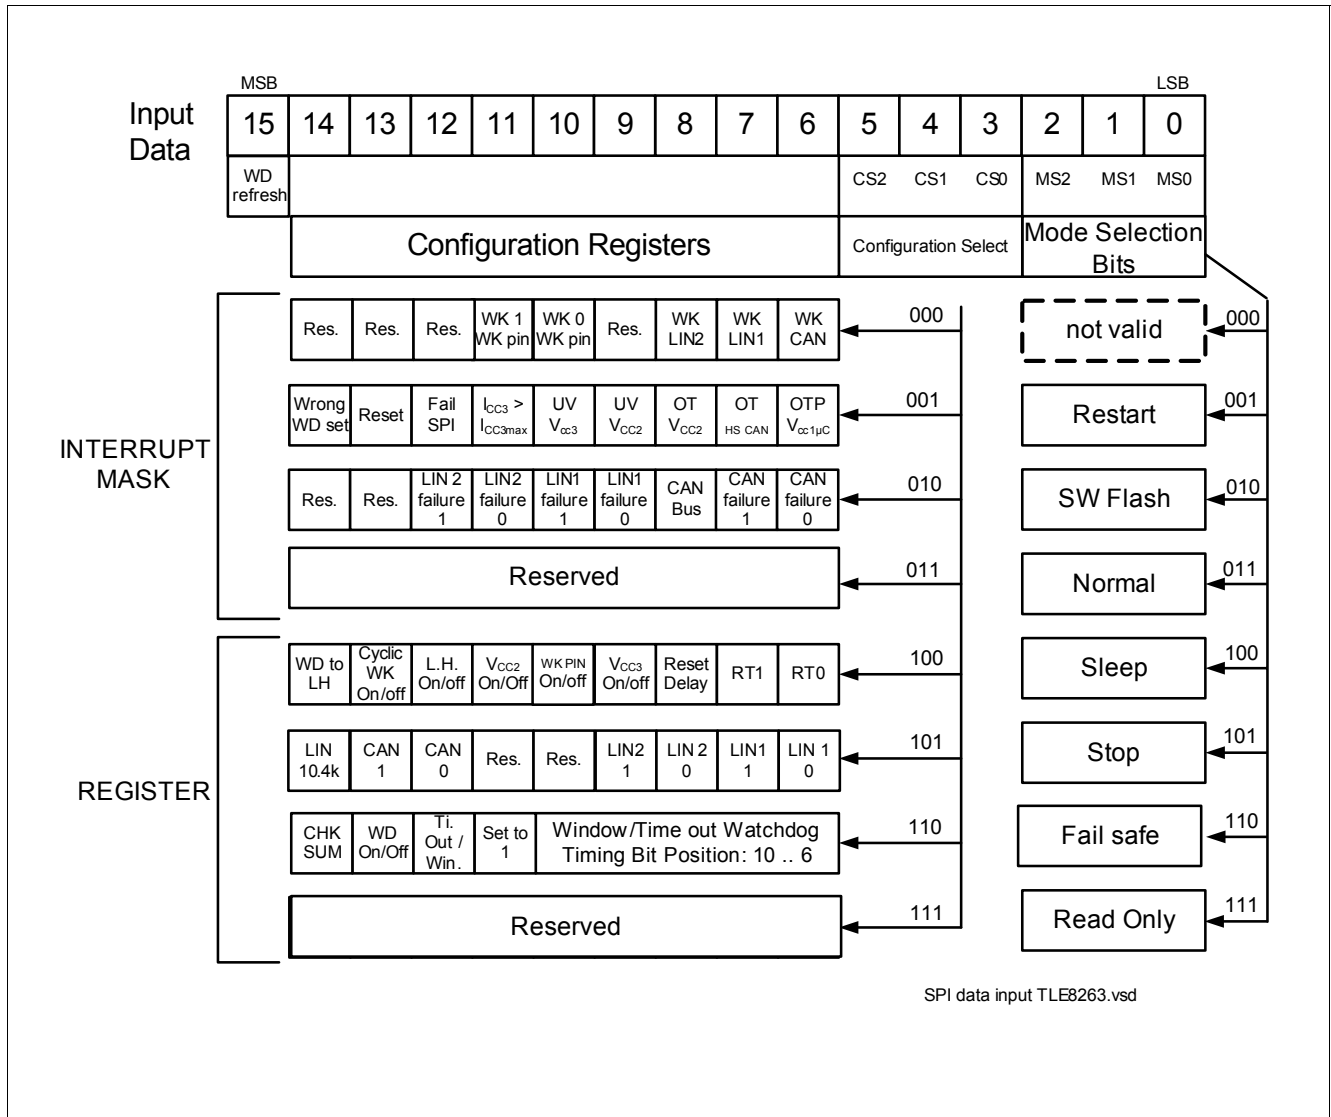 MSB LSB
Input
Data
15 14 13 12 11 10 9 8 7 6 5 4 3 2 1 0
WD
refresh
CS2 CS1 CS0 MS2 MS1 MS0
Configuration Registers
Configuration Select
Mode Selection
Bits
INTERRUPT
MASK
Res. Res. Res. WK 1 WK 0 Res. WK WK WK
WK pin WK pin LIN2 LIN1 CAN
000
not valid
000
Wrong Reset Fail ICC3 > UV UV OT OT OTP
WD set SPI ICC3max Vcc3 VCC2 VCC2 HS CAN Vcc1µC
001
Restart
001
Res. Res. LIN 2 LIN2 LIN1 LIN1 CAN CAN CAN
failure failure failure failure Bus failure failure
1 0 1 0 1 0
010
SW Flash
010
Reserved
011
Normal
011
REGISTER
WD to Cyclic L.H. VCC2 WK PIN VCC3 Reset RT1 RT0
LH WK On/off On/Off On/off On/off Delay
On/off
100
Sleep
100
LIN CAN CAN Res. Res. LIN2 LIN 2 LIN1 LIN 1
10.4k 1 0 1 0 1 0
101
Stop
101
CHK WD Ti. Set to Window/Time out Watchdog
SUM On/Off Out / 1 Timing Bit Position: 10 .. 6
Win.
110
Fail safe
110
Reserved
111
Read Only
111
SPI data input TLE8263.vsd